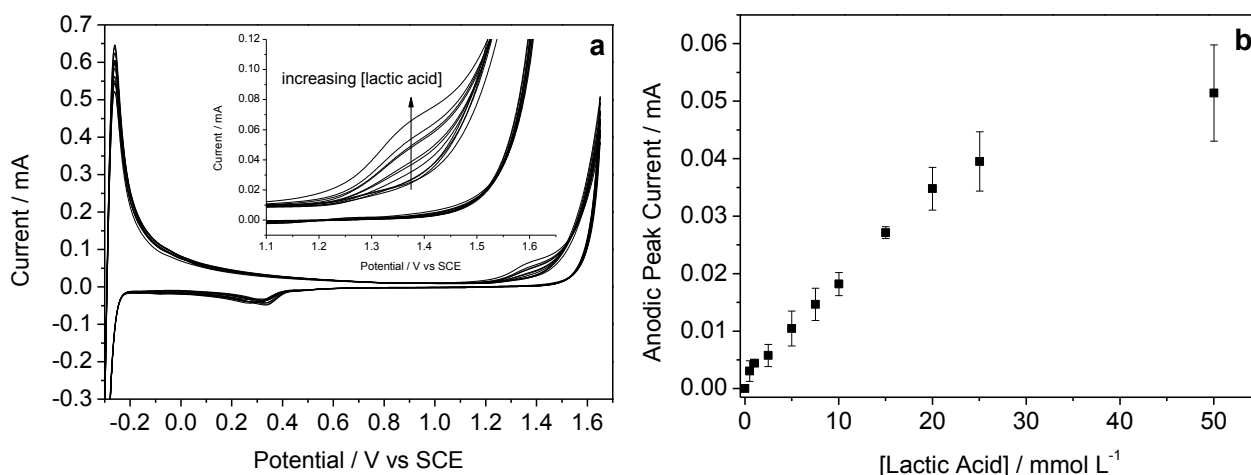 a
0.7
0.6
0.5
0.4
0.3
0.2
0.1
0.0
-0.1
-0.2
-0.3
Current / mA
-0.2 0.0 0.2 0.4 0.6 0.8 1.0 1.2 1.4 1.6
Potential / V vs SCE
increasing [lactic acid]
0.12
0.10
0.08
0.06
0.04
0.02
0.00
Current / mA
1.1 1.2 1.3 1.4 1.5 1.6
Potential / V vs SCE
b
0.06
0.05
0.04
0.03
0.02
0.01
0.00
Anodic Peak Current / mA
0 10 20 30 40 50
[Lactic Acid] / mmol L⁻¹